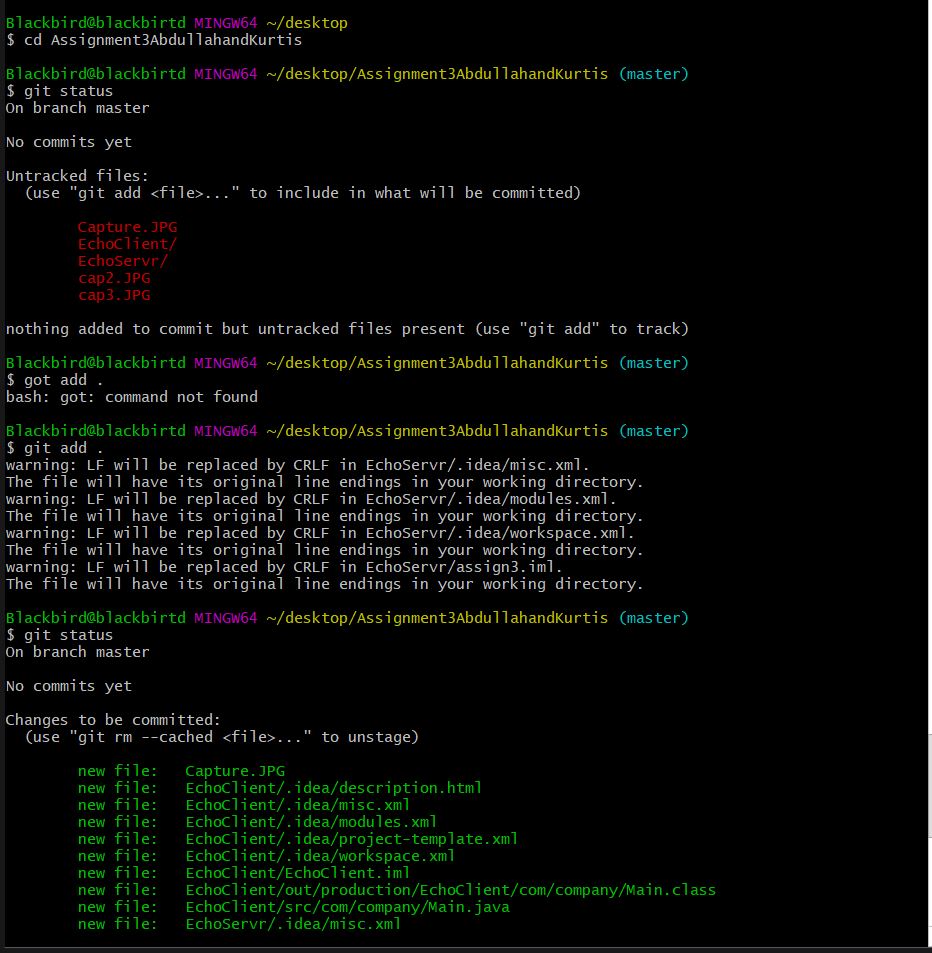 Blackbird@blackbirtd MINGW64 ~/desktop
$ cd Assignment3AbdullahandKurtis
Blackbird@blackbirtd MINGW64 ~/desktop/Assignment3AbdullahandKurtis (master)
$ git status
On branch master
No commits yet
Untracked files:
  (use "git add <file>..." to include in what will be committed)
        Capture.JPG
        EchoClient/
        EchoServr/
        cap2.JPG
        cap3.JPG
nothing added to commit but untracked files present (use "git add" to track)
Blackbird@blackbirtd MINGW64 ~/desktop/Assignment3AbdullahandKurtis (master)
$ got add .
bash: got: command not found
Blackbird@blackbirtd MINGW64 ~/desktop/Assignment3AbdullahandKurtis (master)
$ git add .
warning: LF will be replaced by CRLF in EchoServr/.idea/misc.xml.
The file will have its original line endings in your working directory.
warning: LF will be replaced by CRLF in EchoServr/.idea/modules.xml.
The file will have its original line endings in your working directory.
warning: LF will be replaced by CRLF in EchoServr/.idea/workspace.xml.
The file will have its original line endings in your working directory.
warning: LF will be replaced by CRLF in EchoServr/assign3.iml.
The file will have its original line endings in your working directory.
Blackbird@blackbirtd MINGW64 ~/desktop/Assignment3AbdullahandKurtis (master)
$ git status
On branch master
No commits yet
Changes to be committed:
  (use "git rm --cached <file>..." to unstage)
        new file:   Capture.JPG
        new file:   EchoClient/.idea/description.html
        new file:   EchoClient/.idea/misc.xml
        new file:   EchoClient/.idea/modules.xml
        new file:   EchoClient/.idea/project-template.xml
        new file:   EchoClient/.idea/workspace.xml
        new file:   EchoClient/EchoClient.iml
        new file:   EchoClient/out/production/EchoClient/com/company/Main.class
        new file:   EchoClient/src/com/company/Main.java
        new file:   EchoServr/.idea/misc.xml